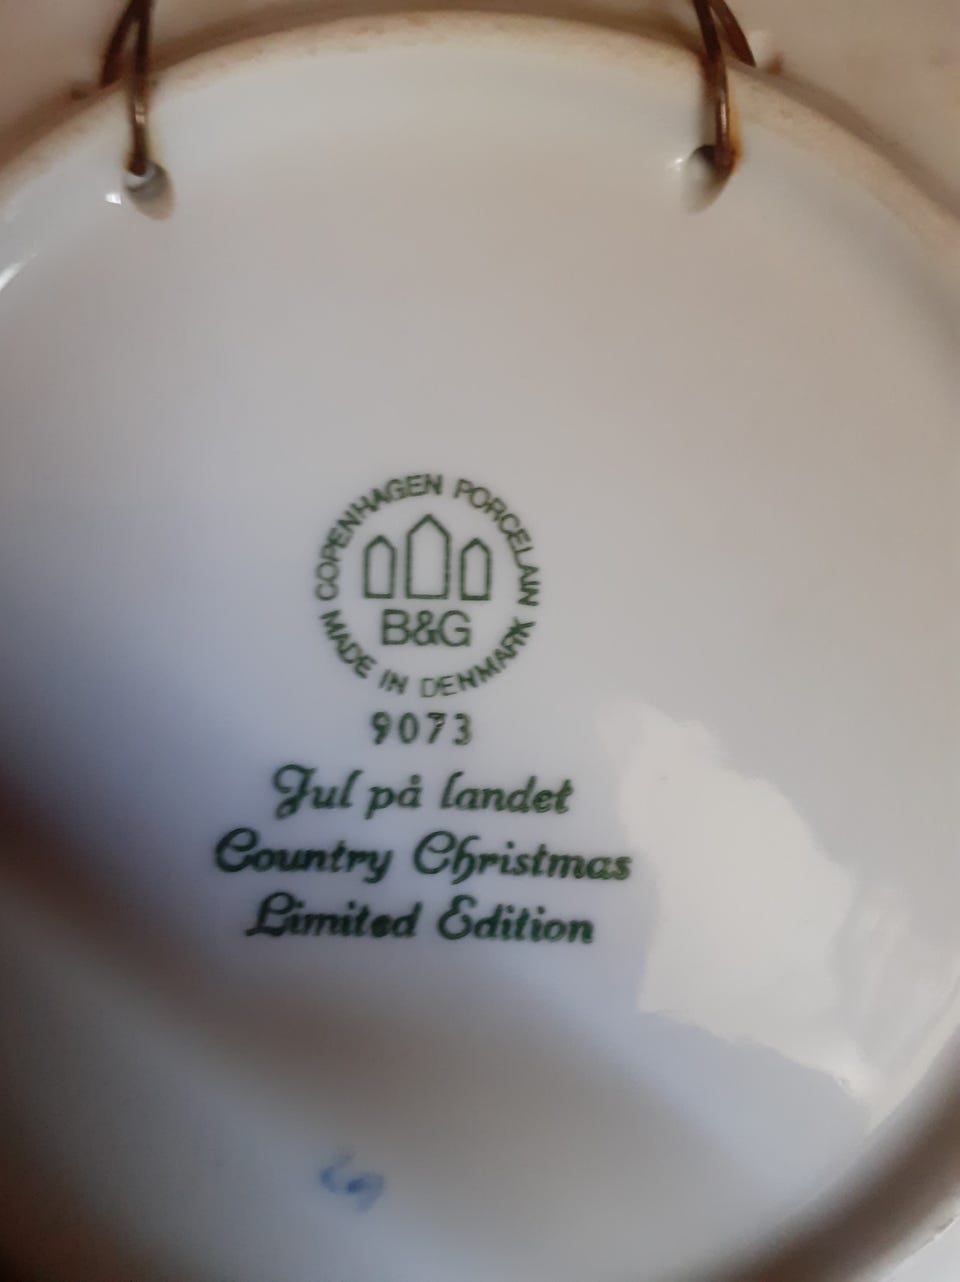 COPENHAGEN PORCELAIN
B&G
MADE IN DENMARK
9073
Jul på landet
Country Christmas
Limited Edition